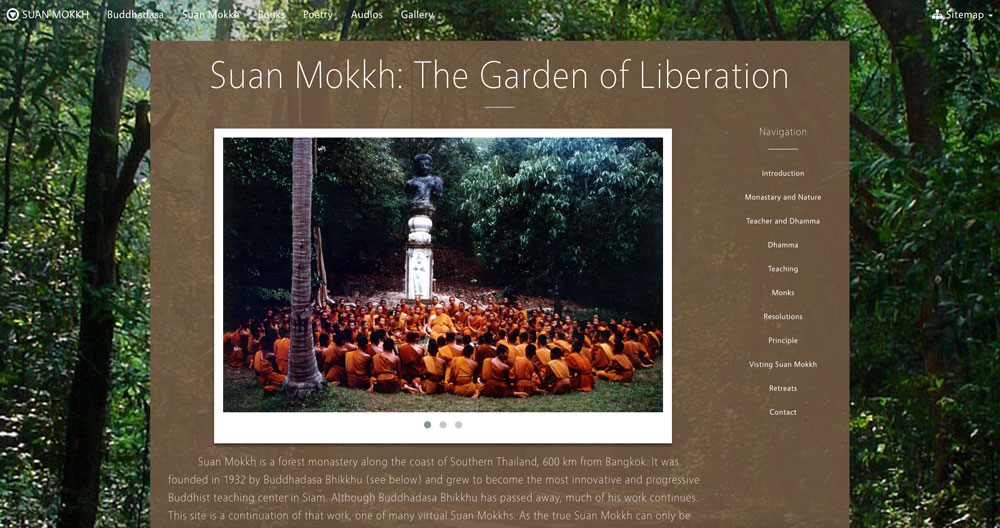 SUAN MOKKH Buddhadasa Suan Mokkh Books Poetry Audios Gallery Sitemap
Suan Mokkh: The Garden of Liberation
Navigation
Introduction
Monastary and Nature
Teacher and Dhamma
Dhamma
Teaching
Monks
Resolutions
Principle
Visting Suan Mokkh
Retreats
Contact
Suan Mokkh is a forest monastery along the coast of Southern Thailand, 600 km from Bangkok. It was
founded in 1932 by Buddhadasa Bhikkhu (see below) and grew to become the most innovative and progressive
Buddhist teaching center in Siam. Although Buddhadasa Bhikkhu has passed away, much of his work continues.
This site is a continuation of that work, one of many virtual Suan Mokkhs. As the true Suan Mokkh can only be